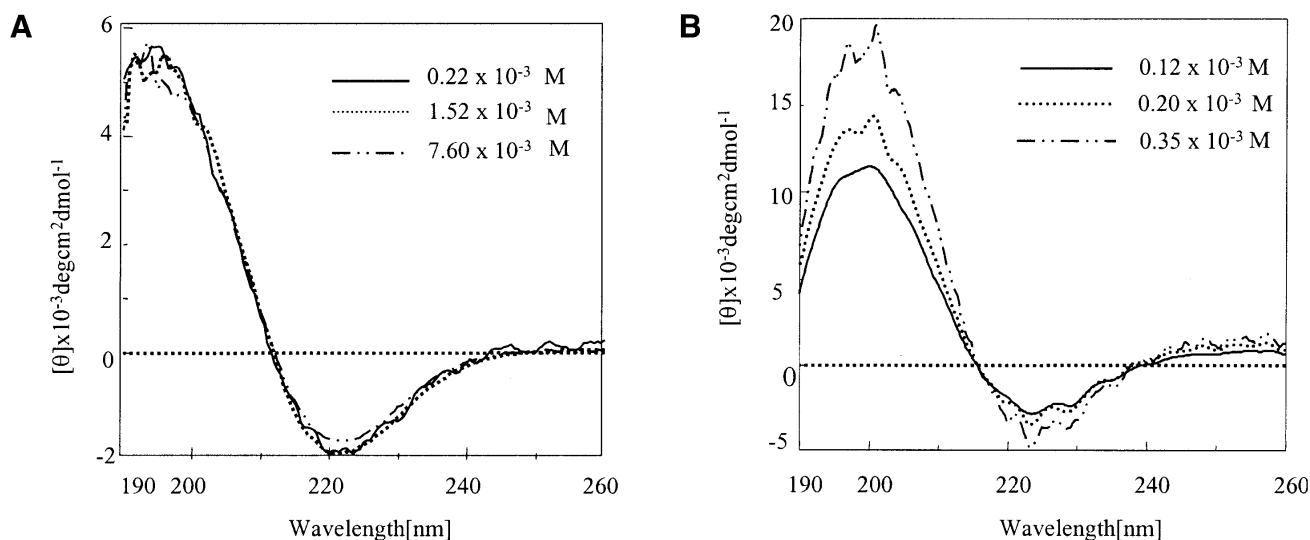 A
6
4
2
0
-2
190 200 220 240 260
Wavelength[nm]
[θ]x10-3degcm2dmol-1
0.22 x 10-3 M
1.52 x 10-3 M
7.60 x 10-3 M
B
20
15
10
5
0
-5
190 200 220 240 260
Wavelength[nm]
[θ]x10-3degcm2dmol-1
0.12 x 10-3 M
0.20 x 10-3 M
0.35 x 10-3 M